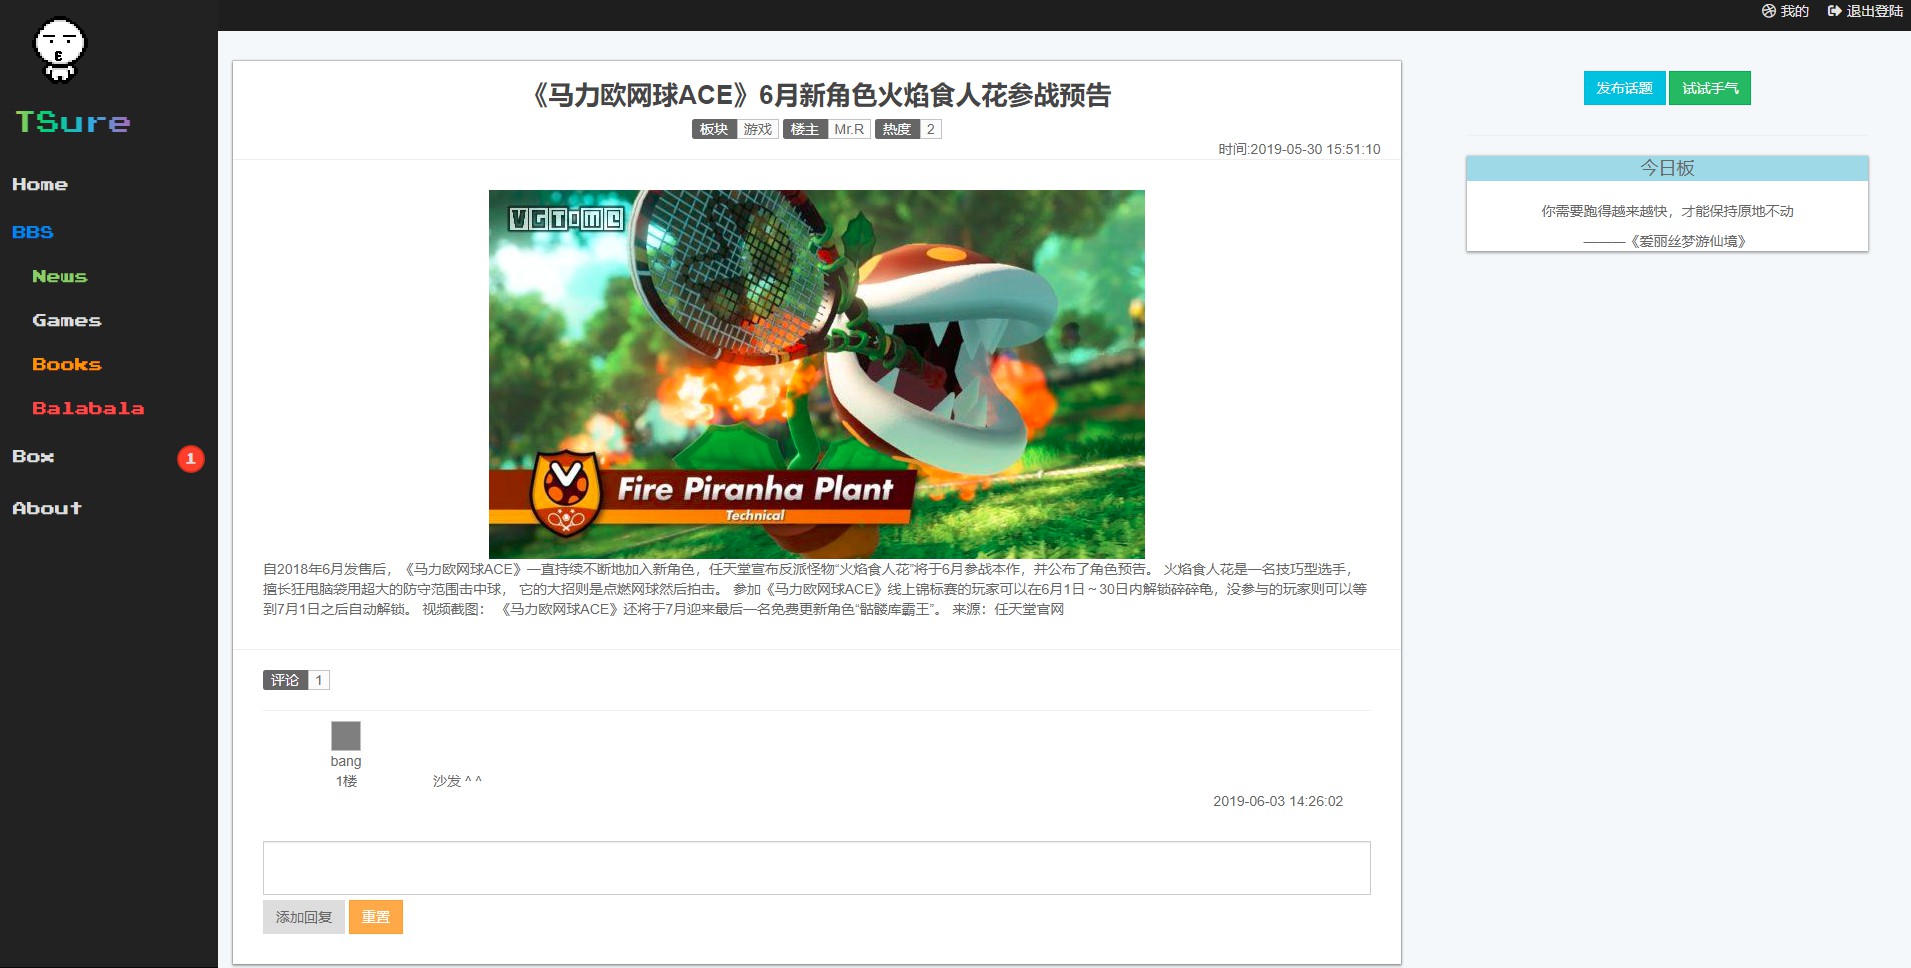 我的 退出登陆
TSure
Home
BBS
News
Games
Books
Balabala
Box 1
About
《马力欧网球ACE》6月新角色火焰食人花参战预告
板块 游戏 楼主 Mr.R 热度 2
时间:2019-05-30 15:51:10
VGTIME
Fire Piranha Plant
Technical
自2018年6月发售后，《马力欧网球ACE》一直持续不断地加入新角色，任天堂宣布反派怪物“火焰食人花”将于6月参战本作，并公布了角色预告。 火焰食人花是一名技巧型选手，
擅长狂甩脑袋用超大的防守范围击中球， 它的大招则是点燃网球然后拍击。 参加《马力欧网球ACE》线上锦标赛的玩家可以在6月1日～30日内解锁碎碎龟，没参与的玩家则可以等
到7月1日之后自动解锁。 视频截图： 《马力欧网球ACE》还将于7月迎来最后一名免费更新角色“骷髅库霸王”。 来源：任天堂官网
评论 1
bang
1楼
沙发 ^ ^
2019-06-03 14:26:02
添加回复 重置
发布话题 试试手气
今日板
你需要跑得越来越快，才能保持原地不动
———《爱丽丝梦游仙境》